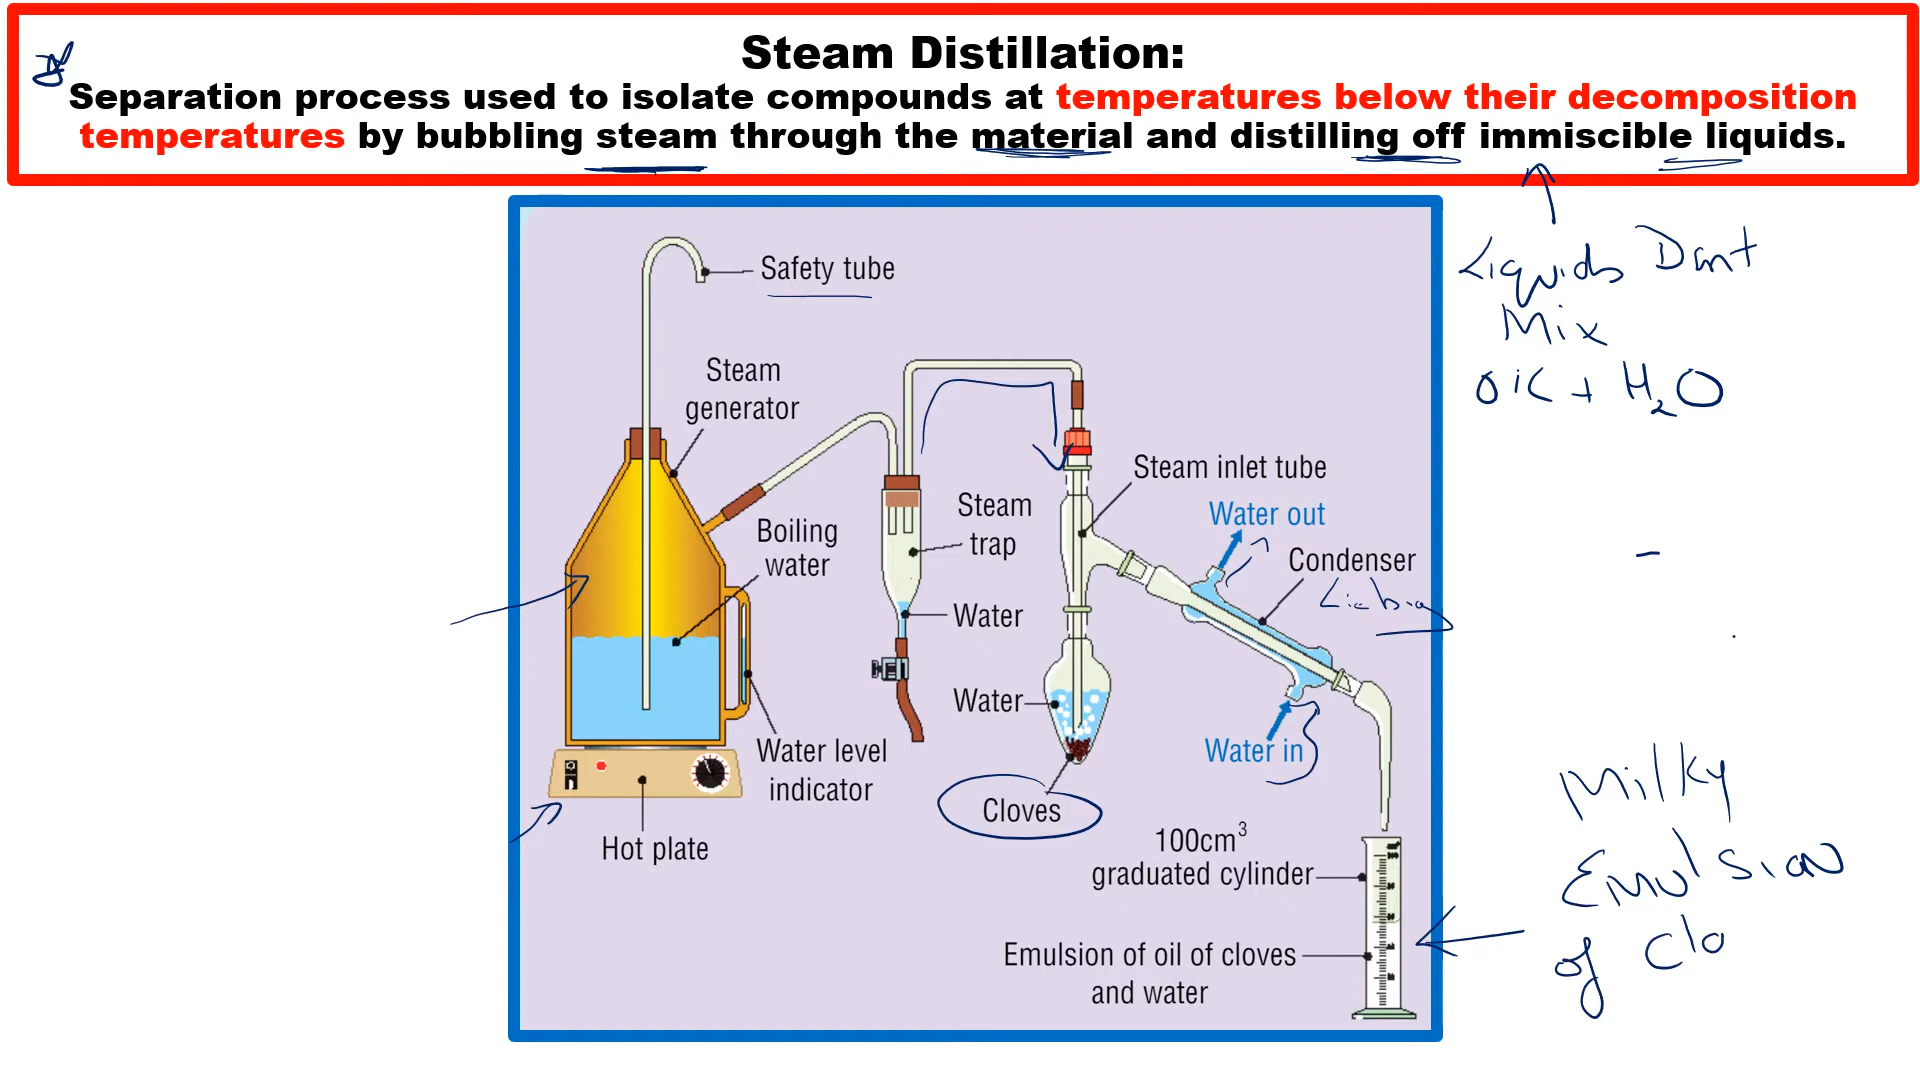 Steam Distillation:
Separation process used to isolate compounds at temperatures below their decomposition
temperatures by bubbling steam through the material and distilling off immiscible liquids.
Safety tube
Steam
generator
Boiling
water
Water level
indicator
Hot plate
Steam
trap
Water
Water
Cloves
Steam inlet tube
Water out
Condenser
Liebig
Water in
100cm³
graduated cylinder
Emulsion of oil of cloves
and water
Liquids Dont
Mix
Oil + H₂O
Milky
Emulsion
of Clo